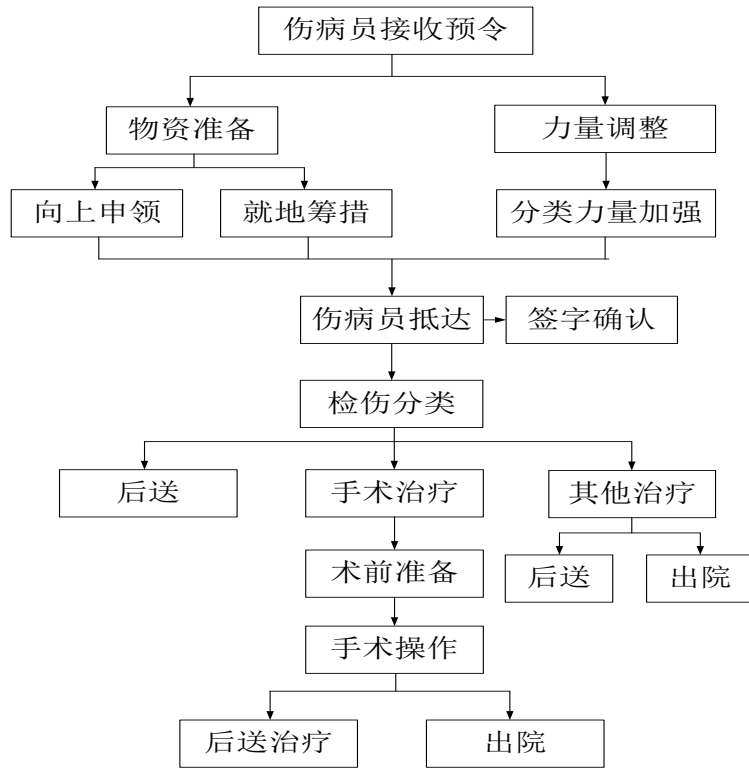 伤病员接收预令
物资准备
力量调整
向上申领
就地筹措
分类力量加强
伤病员抵达
签字确认
检伤分类
后送
手术治疗
其他治疗
术前准备
后送
出院
手术操作
后送治疗
出院